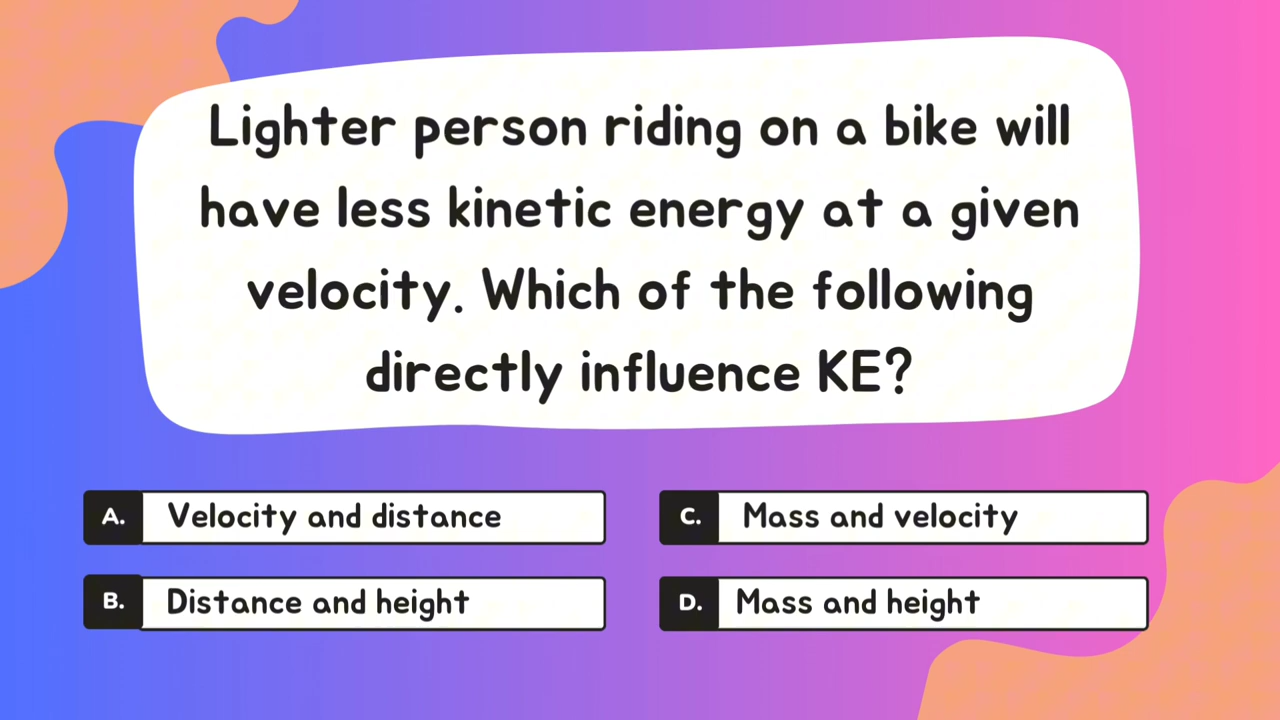 Lighter person riding on a bike will
have less kinetic energy at a given
velocity. Which of the following
directly influence KE?
A. Velocity and distance
B. Distance and height
C. Mass and velocity
D. Mass and height